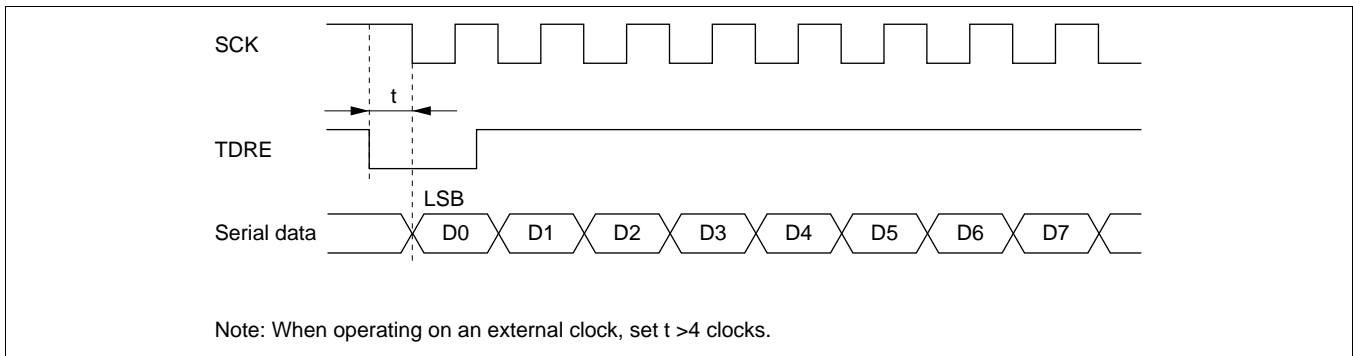 SCK
t
TDRE
LSB
Serial data D0 D1 D2 D3 D4 D5 D6 D7
Note: When operating on an external clock, set t >4 clocks.